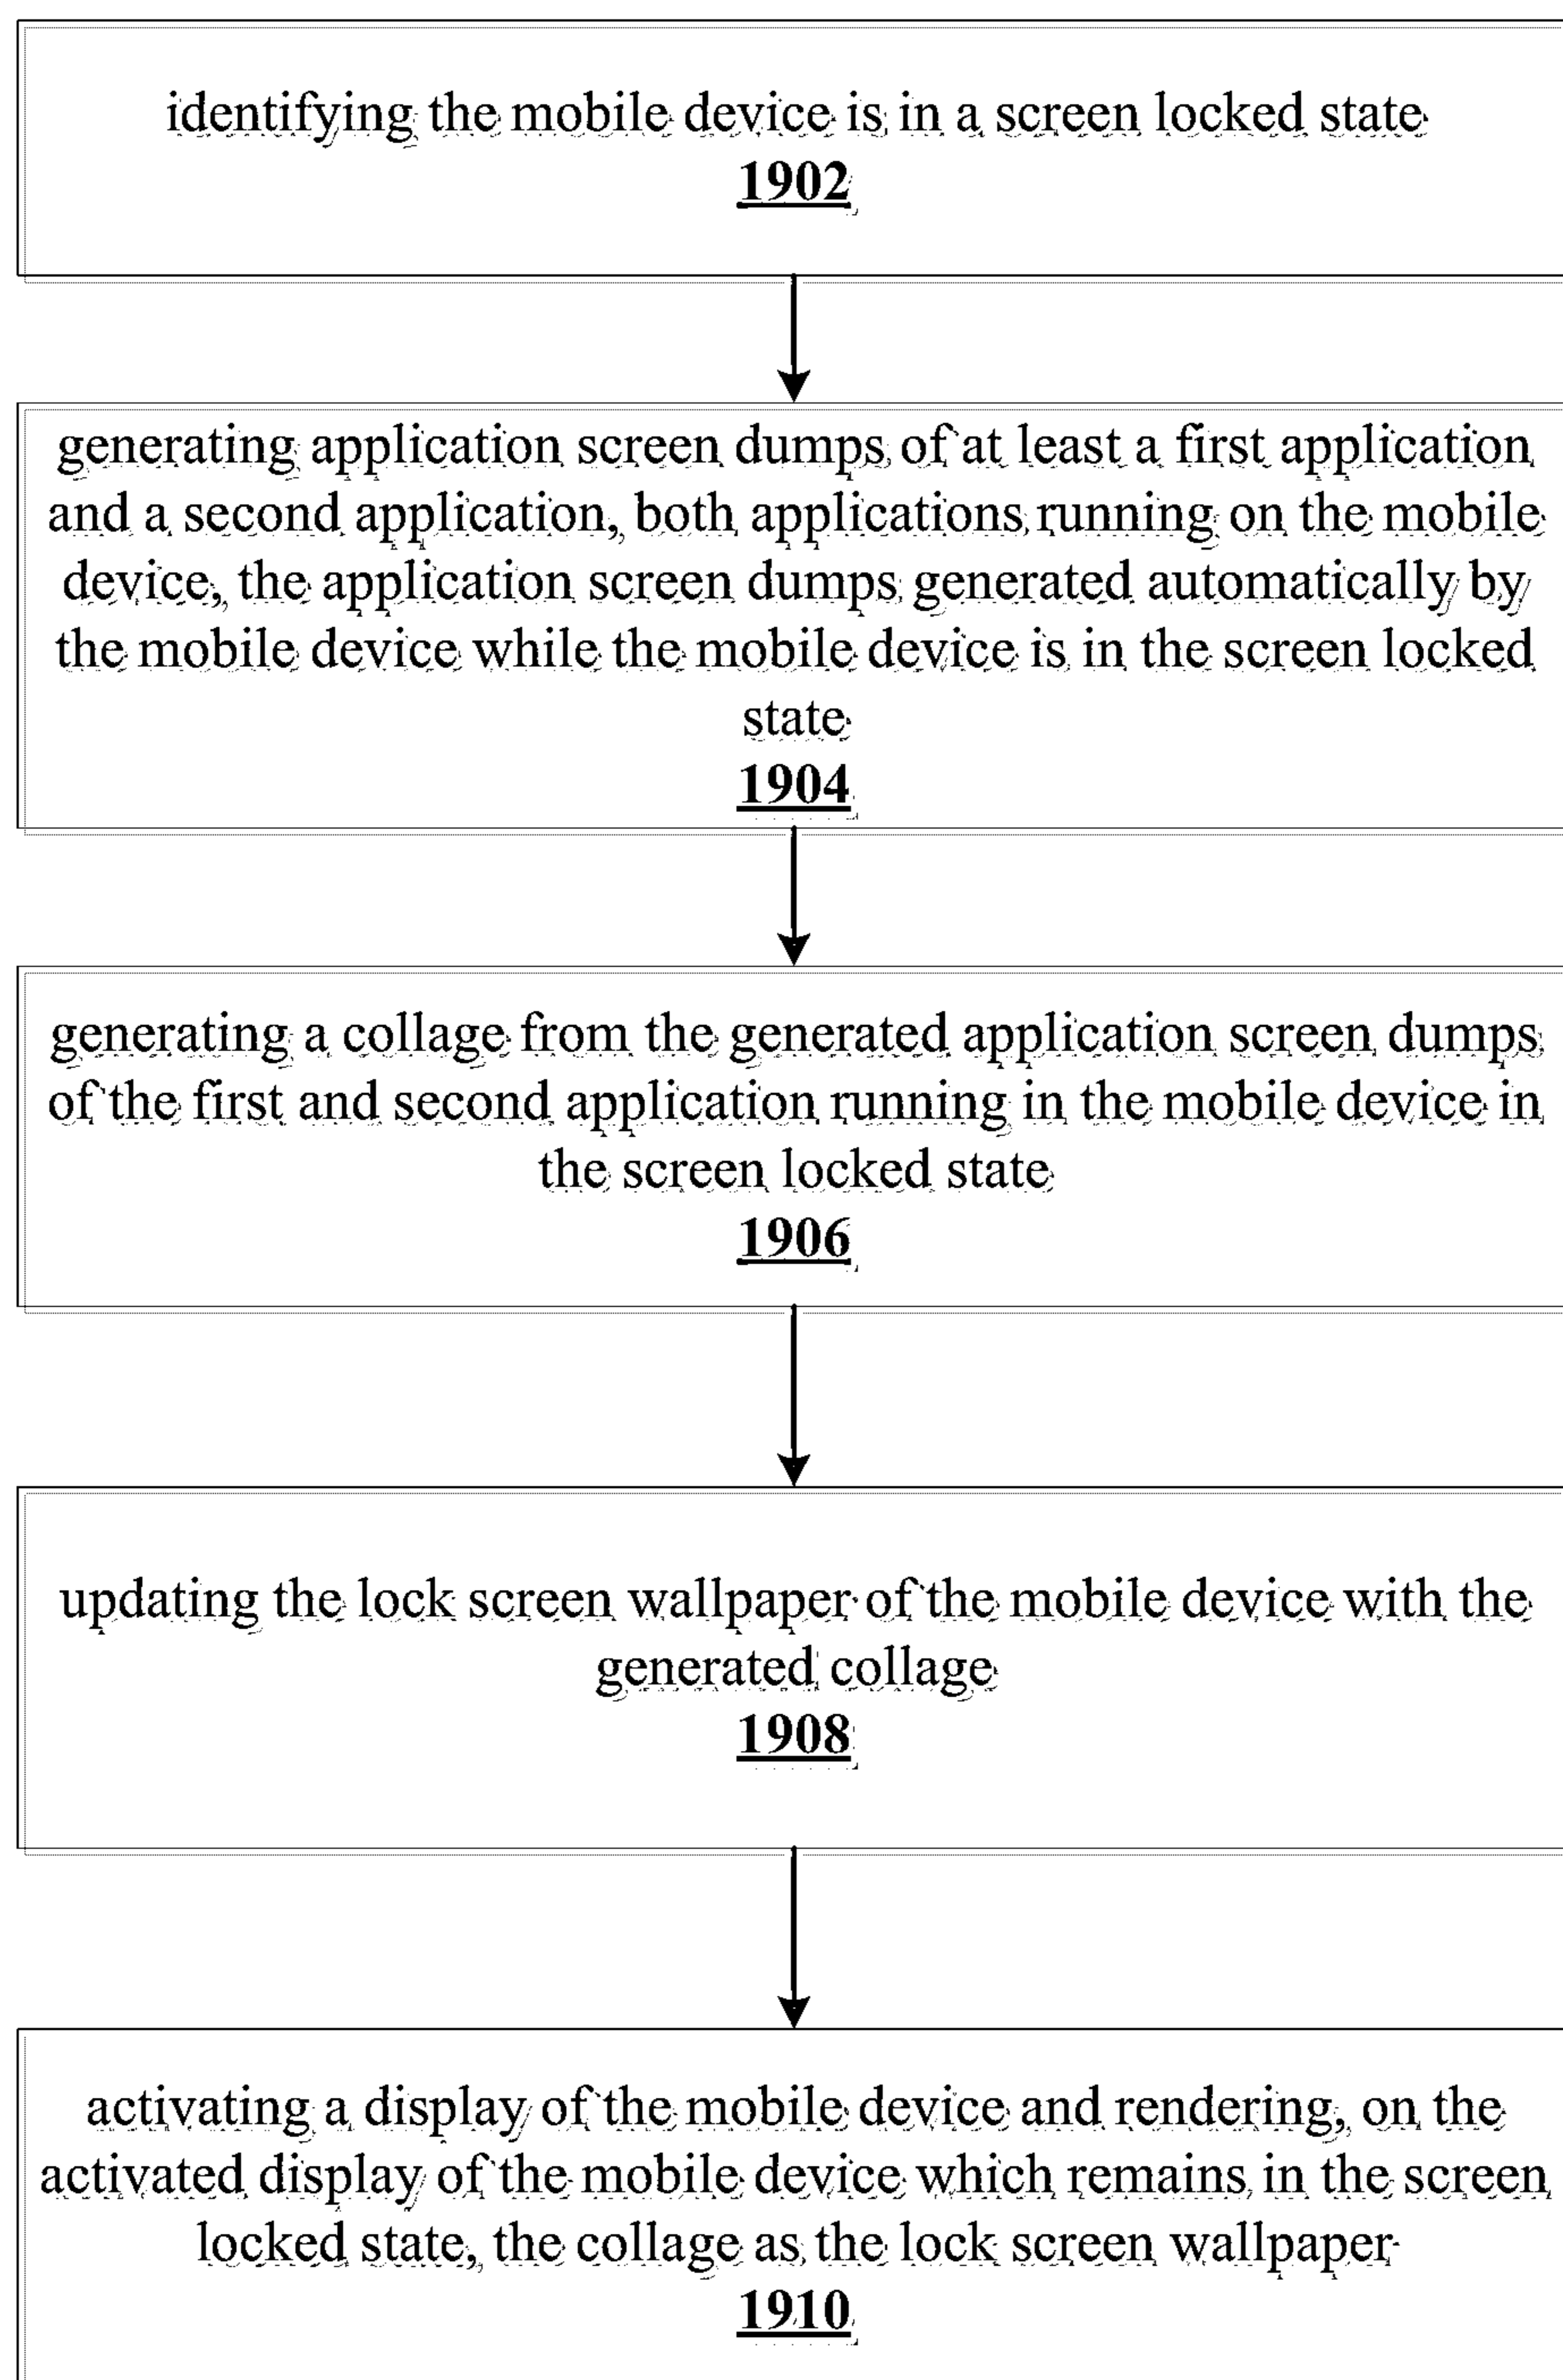 identifying the mobile device is in a screen locked state
1902
generating application screen dumps of at least a first application
and a second application, both applications running on the mobile
device, the application screen dumps generated automatically by
the mobile device while the mobile device is in the screen locked
state
1904
generating a collage from the generated application screen dumps
of the first and second application running in the mobile device in
the screen locked state
1906
updating the lock screen wallpaper of the mobile device with the
generated collage
1908
activating a display of the mobile device and rendering, on the
activated display of the mobile device which remains in the screen
locked state, the collage as the lock screen wallpaper
1910